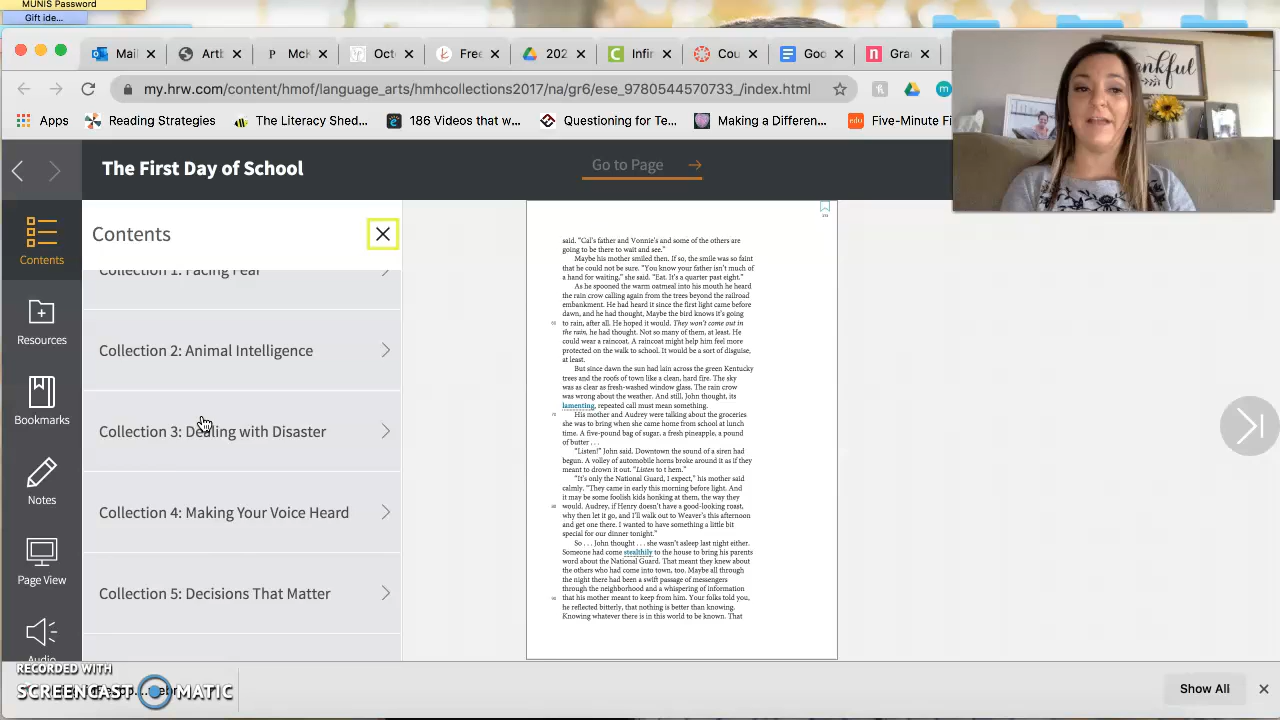 MUNIS Password
Gift ide...
Mail
Artb
McK
Oct
Free
202
Infir
Cou
Goo
Gra
my.hrw.com/content/hmof/language_arts/hmhcollections2017/na/gr6/ese_9780544570733_/index.html
Apps
Reading Strategies
The Literacy Loed...
186 Videos that w...
Questioning for Te...
Making a Differen...
edu
Five-Minute Fi
thankful
The First Day of School
Go to Page
Contents
Contents
Collection 1: Facing Fear
Resources
Collection 2: Animal Intelligence
Bookmarks
Collection 3: Dealing with Disaster
Notes
Collection 4: Making Your Voice Heard
Page View
Collection 5: Decisions That Matter
Audio
said. “Cal's father and Vonnie's and some of the others are
going to be there to wait and see.”
Maybe his mother smiled then. If so, the smile was so faint
that he could not be sure. “You know your father isn't much of
a hand for waiting,” she said. “Eat. It's a quarter past eight.”
As he spooned the warm oatmeal into his mouth he heard
the rain crow calling again from the trees beyond the railroad
embankment. He had heard it since the first light came before
dawn, and he had thought, Maybe the bird knows it's going
60 to rain, after all. He hoped it would. They won't come out in
the rain, he had thought. Not so many of them, at least. He
could wear a raincoat. A raincoat might help him feel more
protected on the walk to school. It would be a sort of disguise,
at least.
But since dawn the sun had lain across the green Kentucky
trees and the roofs of town like a clean, hard fire. The sky
was as clear as fresh-washed window glass. The rain crow
was wrong about the weather. And still, John thought, its
lamenting, repeated call must mean something.
70 His mother and Audrey were talking about the groceries
she was to bring when she came home from school at lunch
time. A five-pound bag of sugar, a fresh pineapple, a pound
of butter . . .
“Listen!” John said. Downtown the sound of a siren had
begun. A volley of automobile horns broke around it as if they
meant to drown it out. “Listen to t hem.”
“It's only the National Guard, I expect,” his mother said
calmly. “They came in early this morning before light. And
it may be some foolish kids honking at them, the way they
80 would. Audrey, if Henry doesn't have a good-looking roast,
why then let it go, and I'll walk out to Weaver's this afternoon
and get one there. I wanted to have something a little bit
special for our dinner tonight.”
So . . . John thought . . . she wasn't asleep last night either.
Someone had come stealthily to the house to bring his parents
word about the National Guard. That meant they knew about
the others who had come into town, too. Maybe all through
the night there had been a swift passage of messengers
through the neighborhood and a whispering of information
90 that his mother meant to keep from him. Your folks told you,
he reflected bitterly, that nothing is better than knowing.
Knowing whatever there is in this world to be known. That
RECORDED WITH
SCREENCAST MATIC
Show All